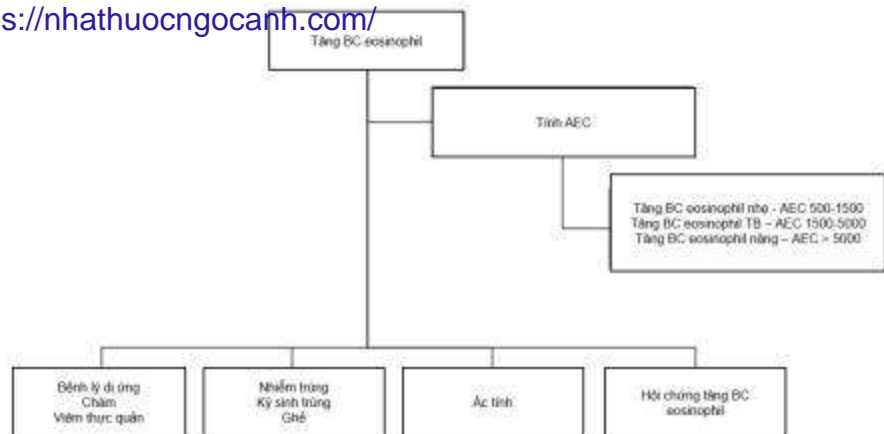 s://nhathuocngocanh.com/
Tăng BC eosinophil
Tính AEC
Tăng BC eosinophil nhẹ - AEC 500-1500
Tăng BC eosinophil TB – AEC 1500-5000
Tăng BC eosinophil nặng – AEC > 5000
Bệnh lý dị ứng
Chàm
Viêm thực quản
Nhiễm trùng
Ký sinh trùng
Ghẻ
Ác tính
Hội chứng tăng BC
eosinophil